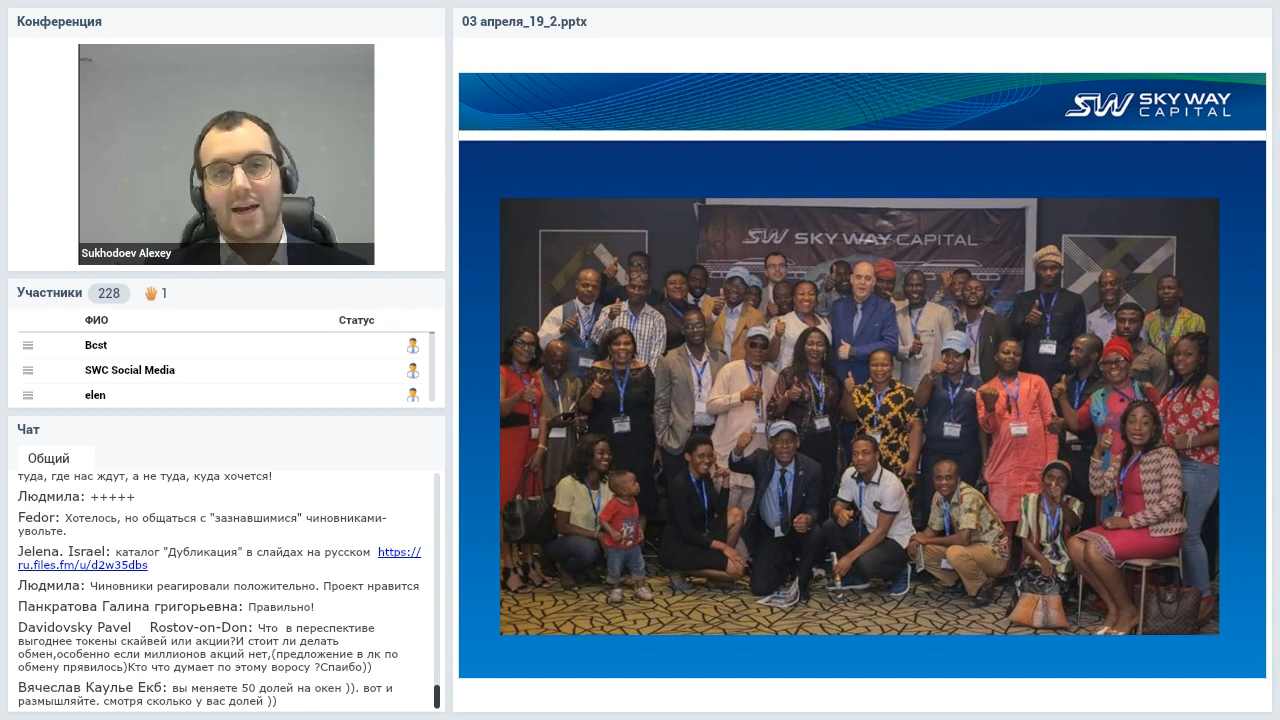 Конференция
Sukhodoev Alexey
Участники 228 1
ФИО Статус
Bcst
SWC Social Media
elen
Чат
Общий
туда, где нас ждут, а не туда, куда хочется!
Людмила: +++++
Fedor: Хотелось, но общаться с "зазнавшимися" чиновниками-
увольте.
Jelena. Israel: каталог "Дубликация" в слайдах на русском https://
ru.files.fm/u/d2w35dbs
Людмила: Чиновники реагировали положительно. Проект нравится
Панкратова Галина григорьевна: Правильно!
Davidovsky Pavel Rostov-on-Don: Что в переспективе
выгоднее токены скайвей или акции?И стоит ли делать
обмен,особенно если миллионов акций нет,(предложение в лк по
обмену прявилось)Кто что думает по этому воросу ?Спаибо))
Вячеслав Каулье Екб: вы меняете 50 долей на окен )). вот и
размышляйте. смотря сколько у вас долей ))
03 апреля_19_2.pptx
SW SKY WAY
CAPITAL
SW SKY WAY CAPITAL